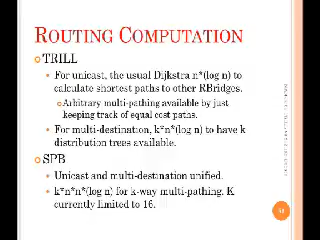 ROUTING COMPUTATION
TRILL
For unicast, the usual Dijkstra n*(log n) to
calculate shortest paths to other RBridges.
Arbitrary multi-pathing available by just
keeping track of equal cost paths.
For multi-destination, k*n*(log n) to have k
distribution trees available.
SPB
Unicast and multi-destination unified.
k*n*n*(log n) for k-way multi-pathing. K
currently limited to 16.